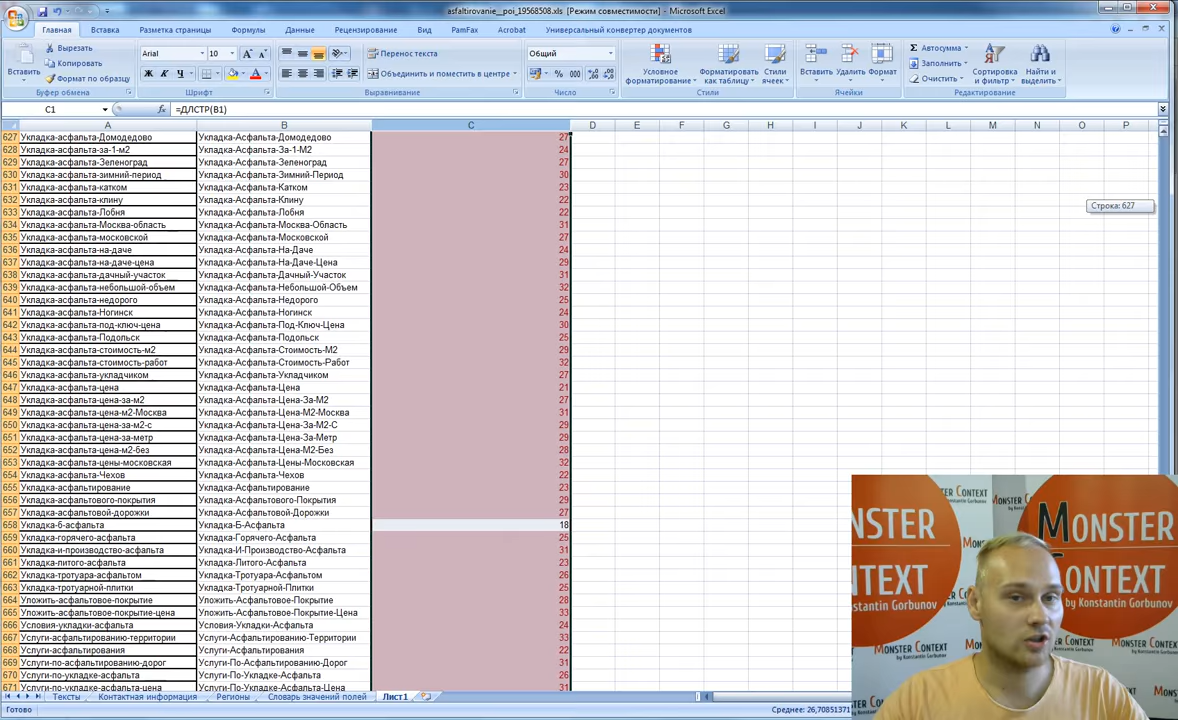 asfaltirovanie__poi_19568508.xls [Режим совместимости] - Microsoft Excel
Главная Вставка Разметка страницы Формулы Данные Рецензирование Вид PamFax Acrobat Универсальный конвертер документов
Вставить
Вырезать
Копировать
Формат по образцу
Буфер обмена
Arial 10
Ж К Ч
Шрифт
Перенос текста
Объединить и поместить в центре
Выравнивание
Общий
Число
Условное форматирование
Форматировать как таблицу
Стили ячеек
Стили
Вставить Удалить Формат
Ячейки
Автосумма
Заполнить
Очистить
Сортировка и фильтр
Найти и выделить
Редактирование
C1 fx =ДЛСТР(B1)
A B C D E F G H I J K L M N O P
627 Укладка-асфальта-Домодедово Укладка-Асфальта-Домодедово 27
628 Укладка-асфальта-за-1-м2 Укладка-Асфальта-За-1-М2 24
629 Укладка-асфальта-Зеленоград Укладка-Асфальта-Зеленоград 27
630 Укладка-асфальта-зимний-период Укладка-Асфальта-Зимний-Период 30
631 Укладка-асфальта-катком Укладка-Асфальта-Катком 23
632 Укладка-асфальта-клину Укладка-Асфальта-Клину 22
633 Укладка-асфальта-Лобня Укладка-Асфальта-Лобня 22
634 Укладка-асфальта-Москва-область Укладка-Асфальта-Москва-Область 31
635 Укладка-асфальта-московской Укладка-Асфальта-Московской 27
636 Укладка-асфальта-на-даче Укладка-Асфальта-На-Даче 24
637 Укладка-асфальта-на-даче-цена Укладка-Асфальта-На-Даче-Цена 29
638 Укладка-асфальта-дачный-участок Укладка-Асфальта-Дачный-Участок 31
639 Укладка-асфальта-небольшой-объем Укладка-Асфальта-Небольшой-Объем 32
640 Укладка-асфальта-недорого Укладка-Асфальта-Недорого 25
641 Укладка-асфальта-Ногинск Укладка-Асфальта-Ногинск 24
642 Укладка-асфальта-под-ключ-цена Укладка-Асфальта-Под-Ключ-Цена 30
643 Укладка-асфальта-Подольск Укладка-Асфальта-Подольск 25
644 Укладка-асфальта-стоимость-м2 Укладка-Асфальта-Стоимость-М2 29
645 Укладка-асфальта-стоимость-работ Укладка-Асфальта-Стоимость-Работ 32
646 Укладка-асфальта-укладчиком Укладка-Асфальта-Укладчиком 27
647 Укладка-асфальта-цена Укладка-Асфальта-Цена 21
648 Укладка-асфальта-цена-за-м2 Укладка-Асфальта-Цена-За-М2 27
649 Укладка-асфальта-цена-м2-Москва Укладка-Асфальта-Цена-М2-Москва 31
650 Укладка-асфальта-цена-за-м2-с Укладка-Асфальта-Цена-За-М2-С 29
651 Укладка-асфальта-цена-за-метр Укладка-Асфальта-Цена-За-Метр 29
652 Укладка-асфальта-цена-м2-без Укладка-Асфальта-Цена-М2-Без 28
653 Укладка-асфальта-цены-московская Укладка-Асфальта-Цены-Московская 32
654 Укладка-асфальта-Чехов Укладка-Асфальта-Чехов 22
655 Укладка-асфальтирование Укладка-Асфальтирование 23
656 Укладка-асфальтового-покрытия Укладка-Асфальтового-Покрытия 29
657 Укладка-асфальтовой-дорожки Укладка-Асфальтовой-Дорожки 27
658 Укладка-б-асфальта Укладка-Б-Асфальта 18
659 Укладка-горячего-асфальта Укладка-Горячего-Асфальта 25
660 Укладка-и-производство-асфальта Укладка-И-Производство-Асфальта 31
661 Укладка-литого-асфальта Укладка-Литого-Асфальта 23
662 Укладка-тротуара-асфальтом Укладка-Тротуара-Асфальтом 26
663 Укладка-тротуарной-плитки Укладка-Тротуарной-Плитки 25
664 Уложить-асфальтовое-покрытие Уложить-Асфальтовое-Покрытие 28
665 Уложить-асфальтовое-покрытие-цена Уложить-Асфальтовое-Покрытие-Цена 33
666 Условия-укладки-асфальта Условия-Укладки-Асфальта 24
667 Услуги-асфальтированию-территории Услуги-Асфальтированию-Территории 33
668 Услуги-асфальтирования Услуги-Асфальтирования 22
669 Услуги-по-асфальтированию-дорог Услуги-По-Асфальтированию-Дорог 31
670 Услуги-по-укладке-асфальта Услуги-По-Укладке-Асфальта 26
671 Услуги-по-укладке-асфальта-цена Услуги-По-Укладке-Асфальта-Цена 31
Строка: 627
Тексты Контактная информация Регионы Словарь значений полей Лист1
Готово Среднее: 26,70851371
MONSTER CONTEXT
by Konstantin Gorbunov